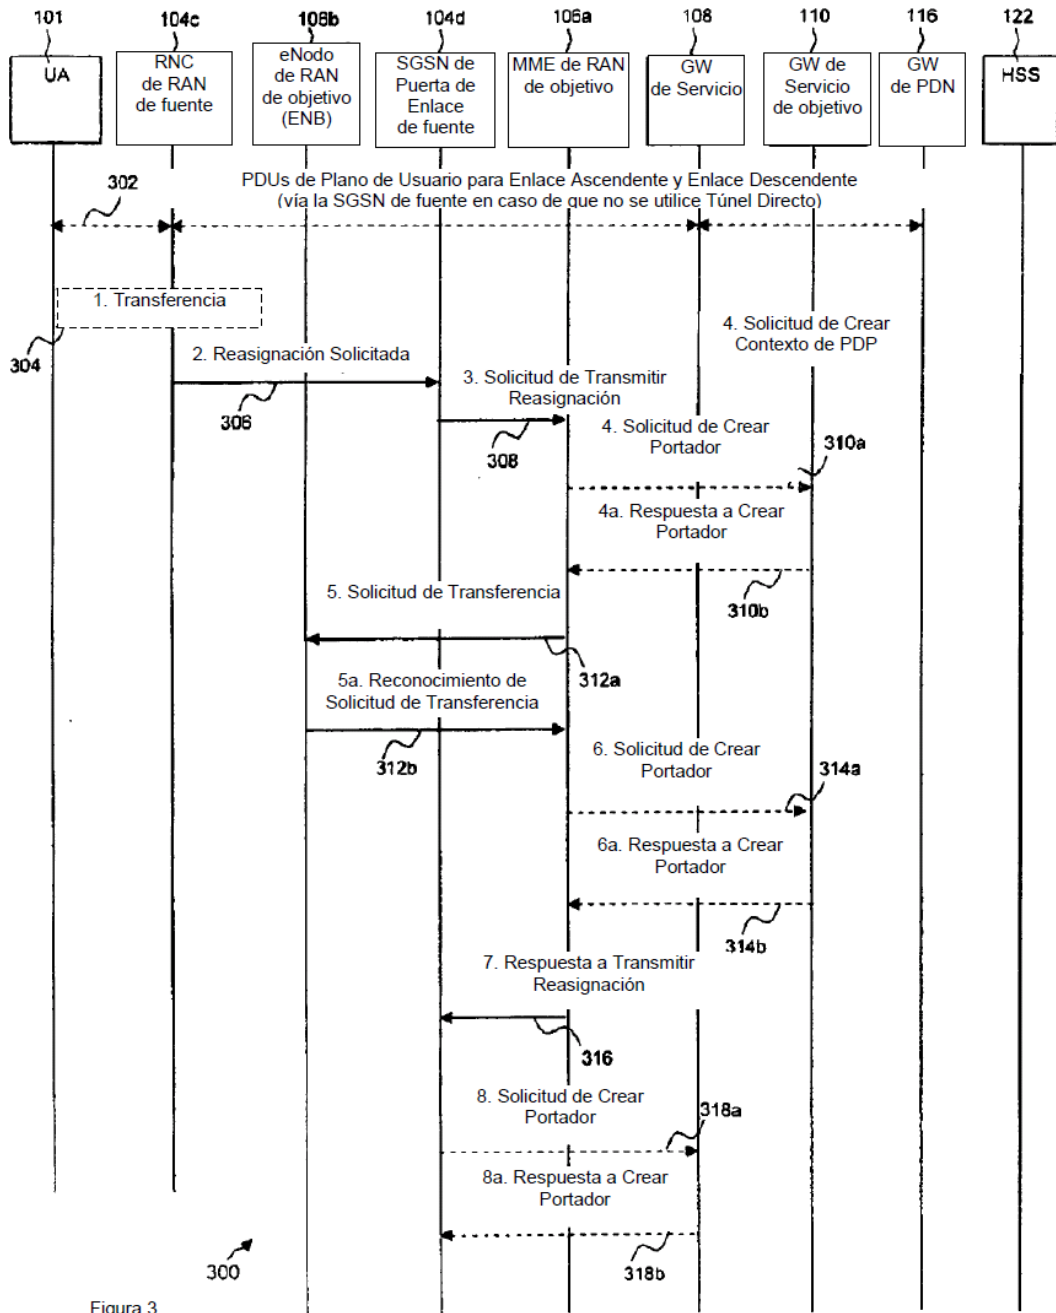 101
104c
108b
104d
106a
108
110
116
122
UA
RNC
de RAN
de fuente
eNodo
de RAN
de objetivo
(ENB)
SGSN de
Puerta de
Enlace
de fuente
MME de RAN
de objetivo
GW
de Servicio
GW de
Servicio
de objetivo
GW
de PDN
HSS
302
PDUs de Plano de Usuario para Enlace Ascendente y Enlace Descendente
(vía la SGSN de fuente en caso de que no se utilice Túnel Directo)
1. Transferencia
304
4. Solicitud de Crear
Contexto de PDP
2. Reasignación Solicitada
306
3. Solicitud de Transmitir
Reasignación
308
4. Solicitud de Crear
Portador
310a
4a. Respuesta a Crear
Portador
310b
5. Solicitud de Transferencia
312a
5a. Reconocimiento de
Solicitud de Transferencia
312b
6. Solicitud de Crear
Portador
314a
6a. Respuesta a Crear
Portador
314b
7. Respuesta a Transmitir
Reasignación
316
8. Solicitud de Crear
Portador
318a
8a. Respuesta a Crear
Portador
318b
300
Figura 3